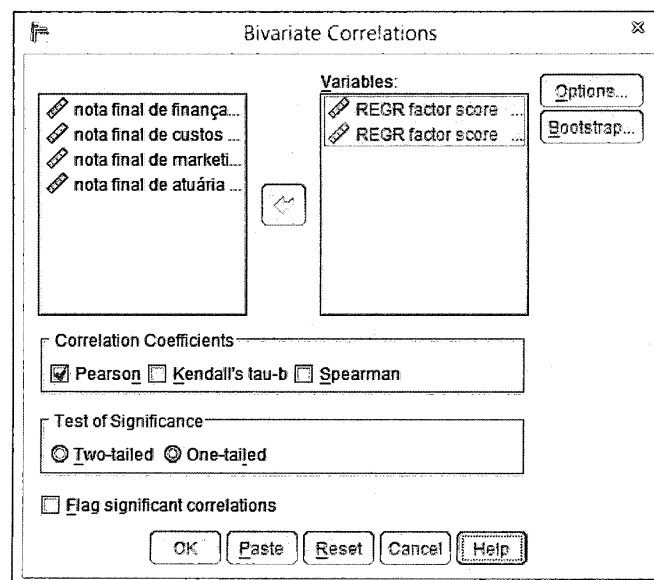 Bivariate Correlations
Variables:
nota final de finança...
nota final de custos ...
nota final de marketi...
nota final de atuária ...
REGR factor score ...
REGR factor score ...
Options...
Bootstrap...
Correlation Coefficients
Pearson Kendall's tau-b Spearman
Test of Significance
Two-tailed One-tailed
Flag significant correlations
OK Paste Reset Cancel Help